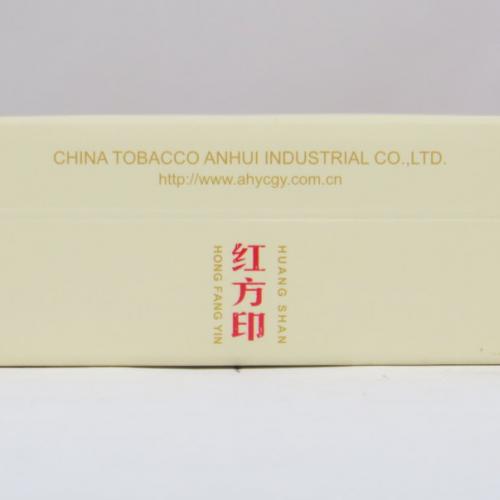 CHINA TOBACCO ANHUI INDUSTRIAL CO.,LTD.
http://www.ahycgy.com.cn
HUANG SHAN
红方印
HONG FANG YIN